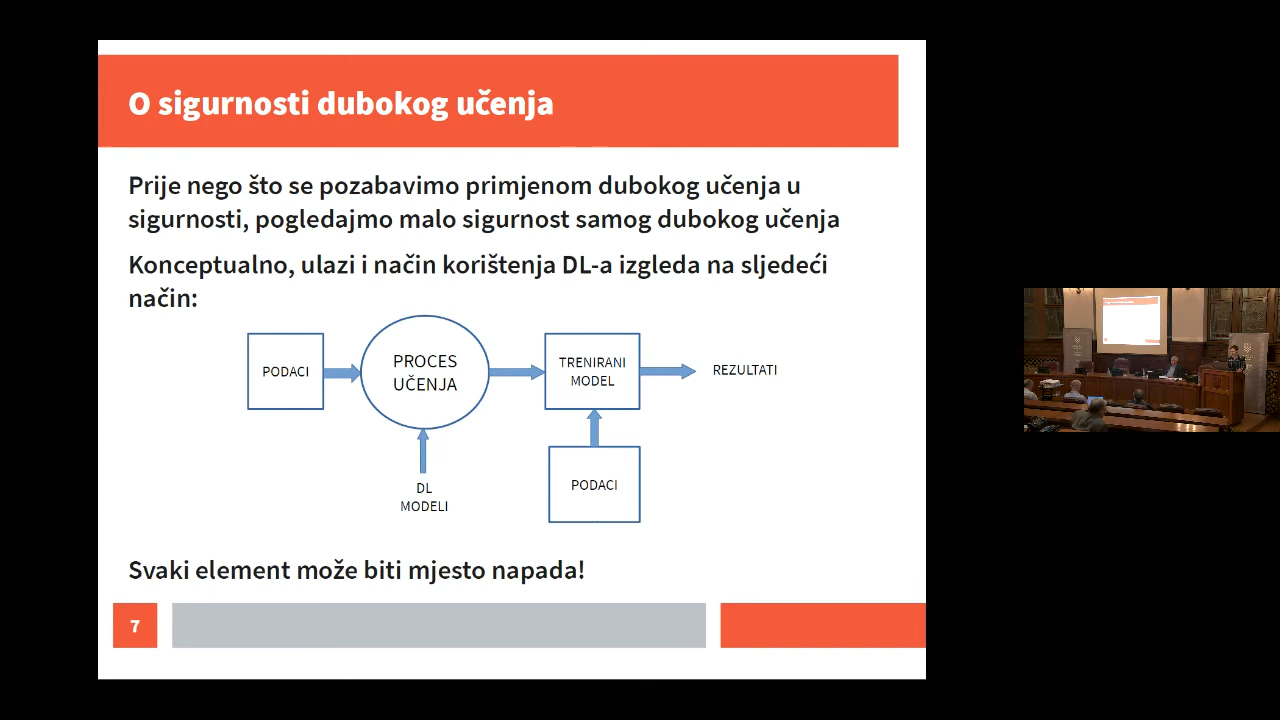 O sigurnosti dubokog učenja
Prije nego što se pozabavimo primjenom dubokog učenja u
sigurnosti, pogledajmo malo sigurnost samog dubokog učenja
Konceptualno, ulazi i način korištenja DL-a izgleda na sljedeći
način:
PODACI
PROCES
UČENJA
TRENIRANI
MODEL
REZULTATI
DL
MODELI
PODACI
Svaki element može biti mjesto napada!
7